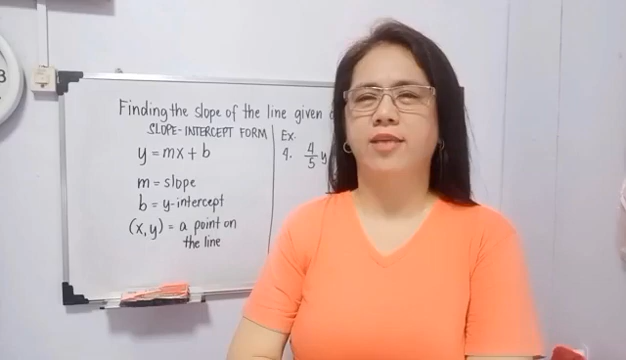 Finding the slope of the line given
SLOPE-INTERCEPT FORM
y = mx + b
m = slope
b = y-intercept
(x, y) = a point on
the line
Ex.
4. 4/5 y
3